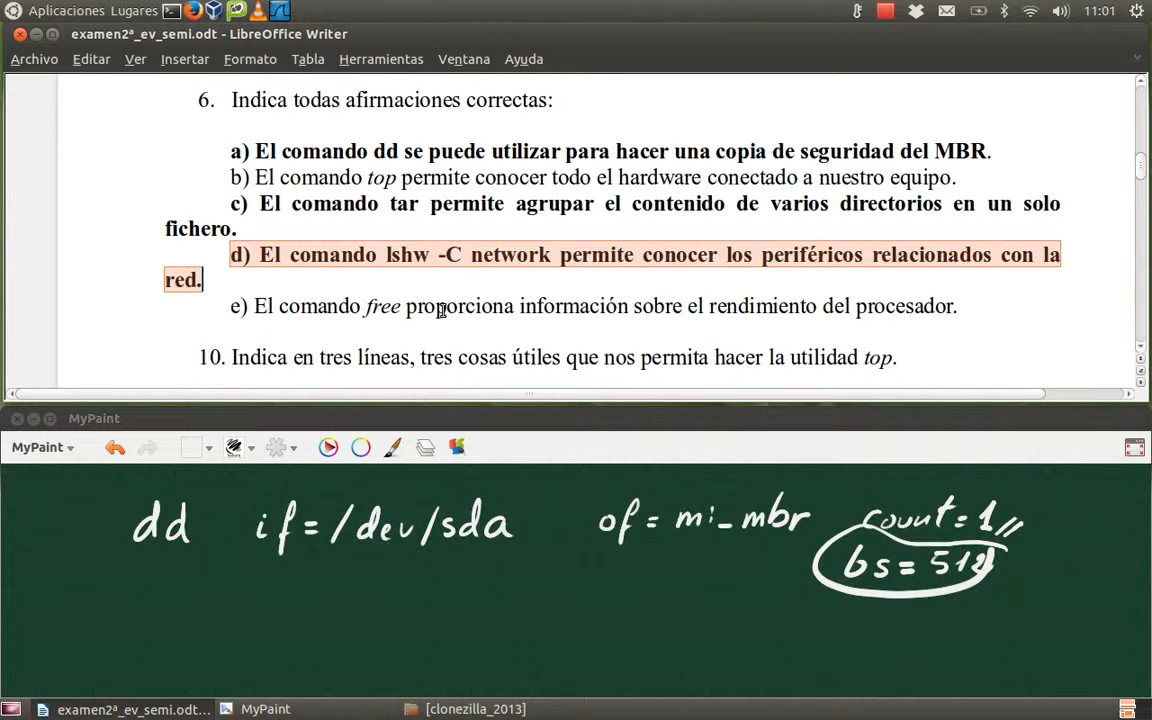 Aplicaciones Lugares 11:01
examen2ª_ev_semi.odt - LibreOffice Writer
Archivo Editar Ver Insertar Formato Tabla Herramientas Ventana Ayuda
6. Indica todas afirmaciones correctas:
a) El comando dd se puede utilizar para hacer una copia de seguridad del MBR.
b) El comando top permite conocer todo el hardware conectado a nuestro equipo.
c) El comando tar permite agrupar el contenido de varios directorios en un solo
fichero.
d) El comando lshw -C network permite conocer los periféricos relacionados con la
red.
e) El comando free proporciona información sobre el rendimiento del procesador.
10. Indica en tres líneas, tres cosas útiles que nos permita hacer la utilidad top.
MyPaint
MyPaint
dd if=/dev/sda of=mi_mbr count=1
bs=512
examen2ª_ev_semi.odt... MyPaint [clonezilla_2013]